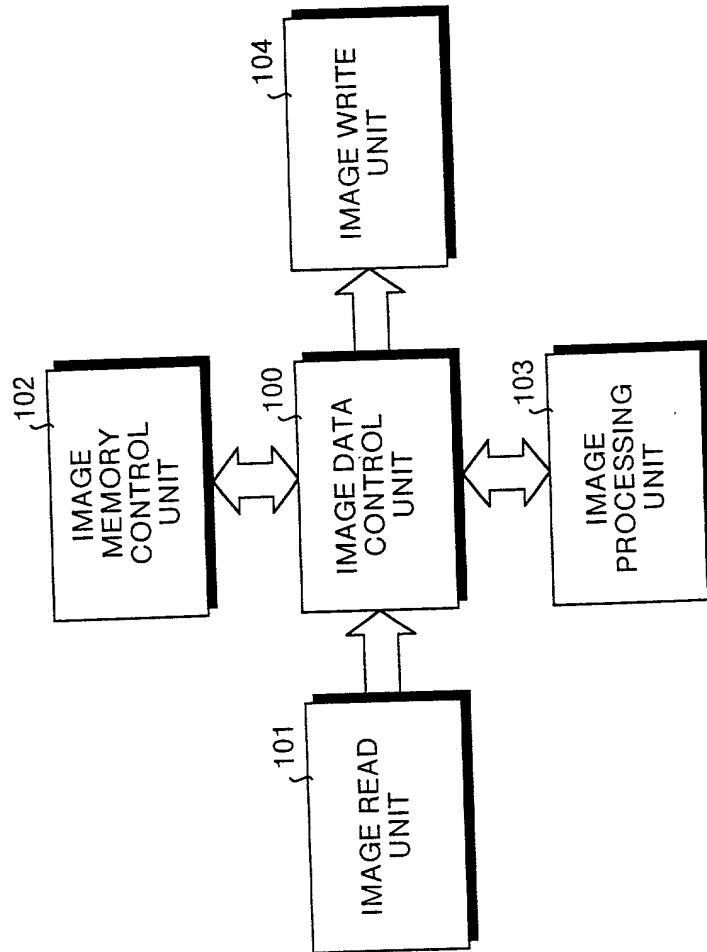 102
IMAGE
MEMORY
CONTROL
UNIT
101
IMAGE READ
UNIT
100
IMAGE DATA
CONTROL
UNIT
104
IMAGE WRITE
UNIT
103
IMAGE
PROCESSING
UNIT